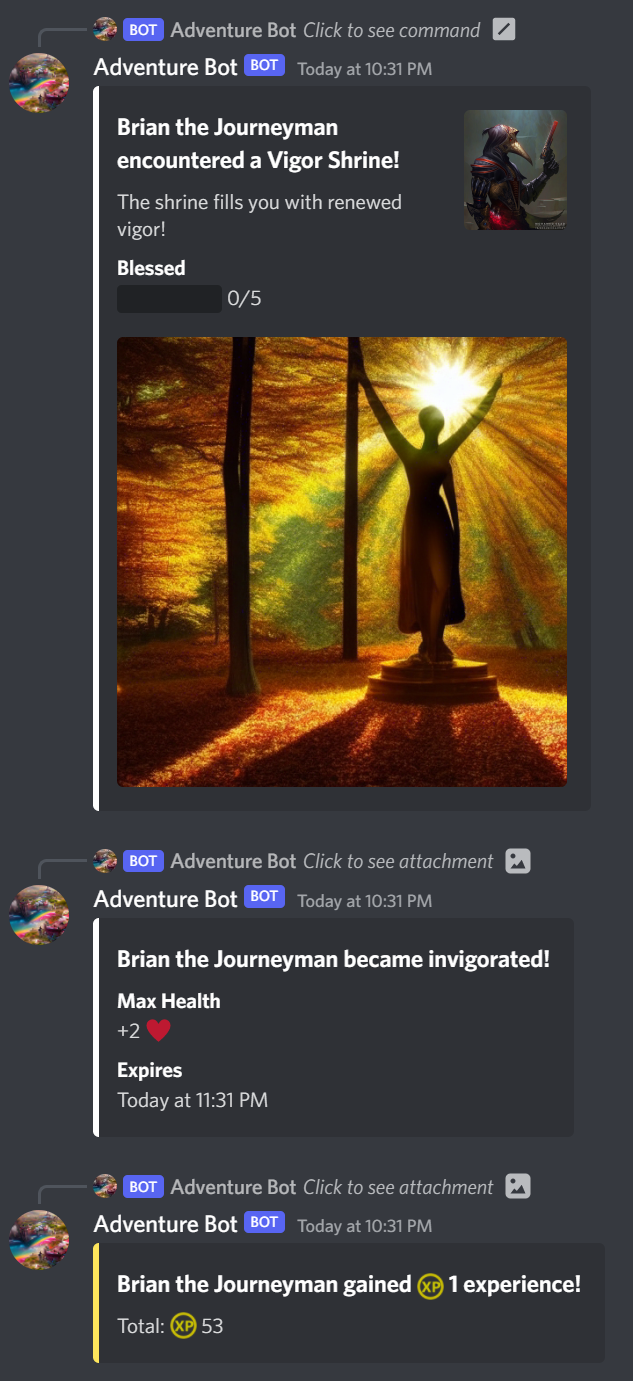 BOT Adventure Bot Click to see command
Adventure Bot BOT Today at 10:31 PM
Brian the Journeyman
encountered a Vigor Shrine!
The shrine fills you with renewed
vigor!
Blessed
0/5
BOT Adventure Bot Click to see attachment
Adventure Bot BOT Today at 10:31 PM
Brian the Journeyman became invigorated!
Max Health
+2
Expires
Today at 11:31 PM
BOT Adventure Bot Click to see attachment
Adventure Bot BOT Today at 10:31 PM
Brian the Journeyman gained XP 1 experience!
Total: XP 53